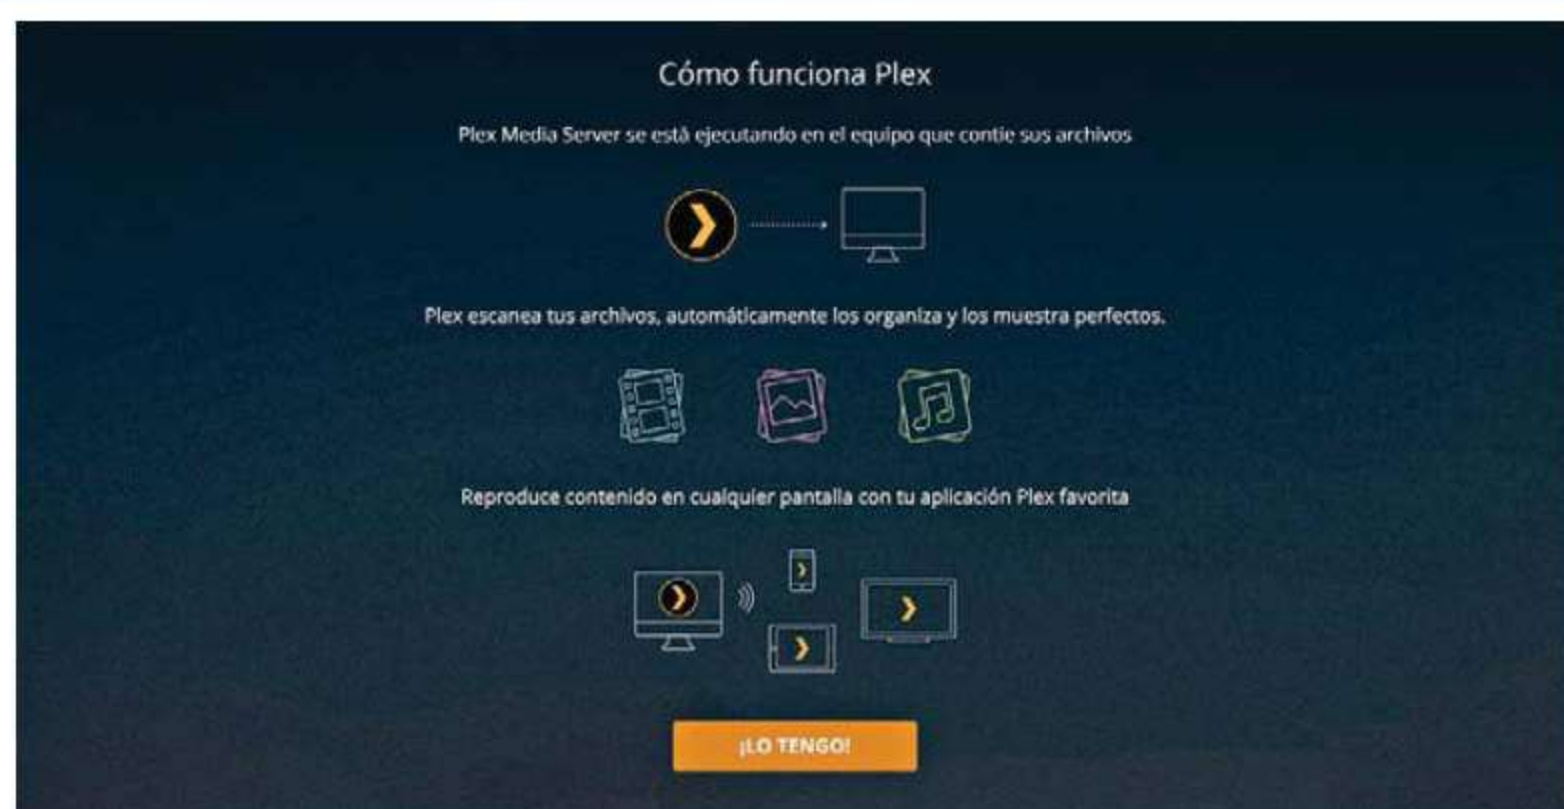 Cómo funciona Plex
Plex Media Server se está ejecutando en el equipo que contie sus archivos
Plex escanea tus archivos, automáticamente los organiza y los muestra perfectos.
Reproduce contenido en cualquier pantalla con tu aplicación Plex favorita
¡LO TENGO!